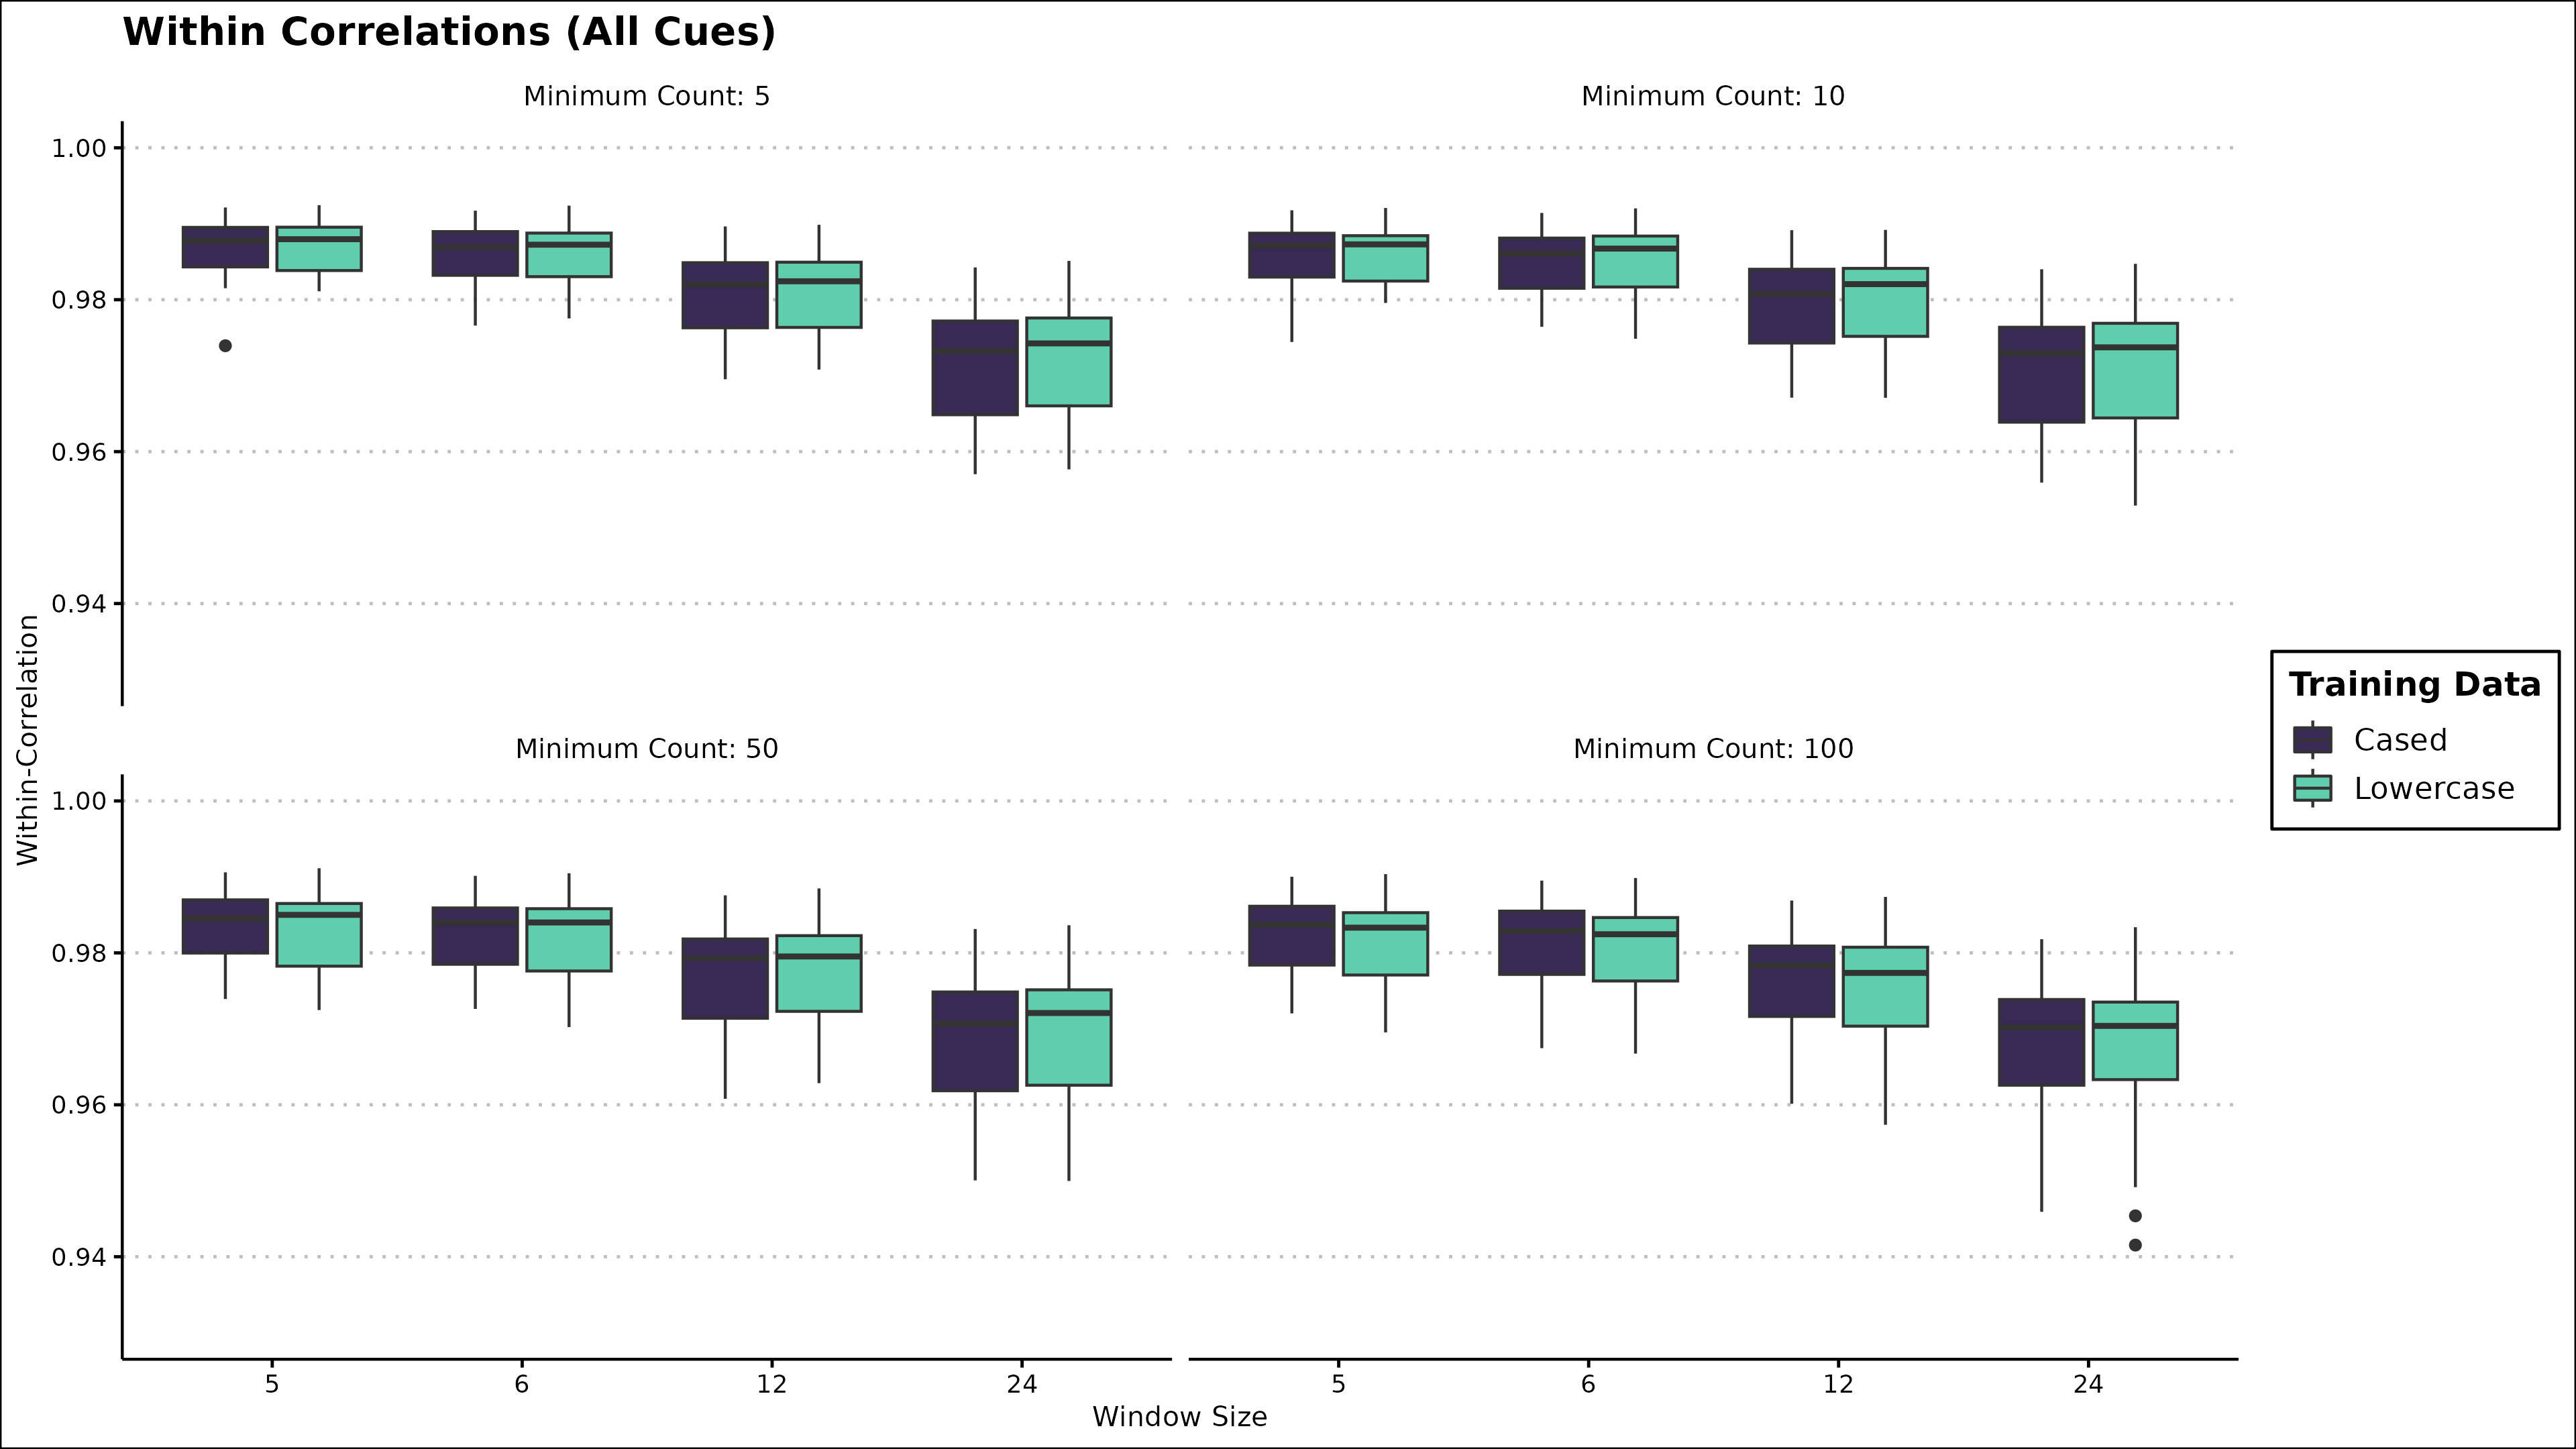 Within Correlations (All Cues)
Minimum Count: 5
Minimum Count: 10
1.00
0.98
0.96
0.94
Within-Correlation
Minimum Count: 50
Minimum Count: 100
1.00
0.98
0.96
0.94
5
6
12
24
5
6
12
24
Window Size
Training Data
Cased
Lowercase